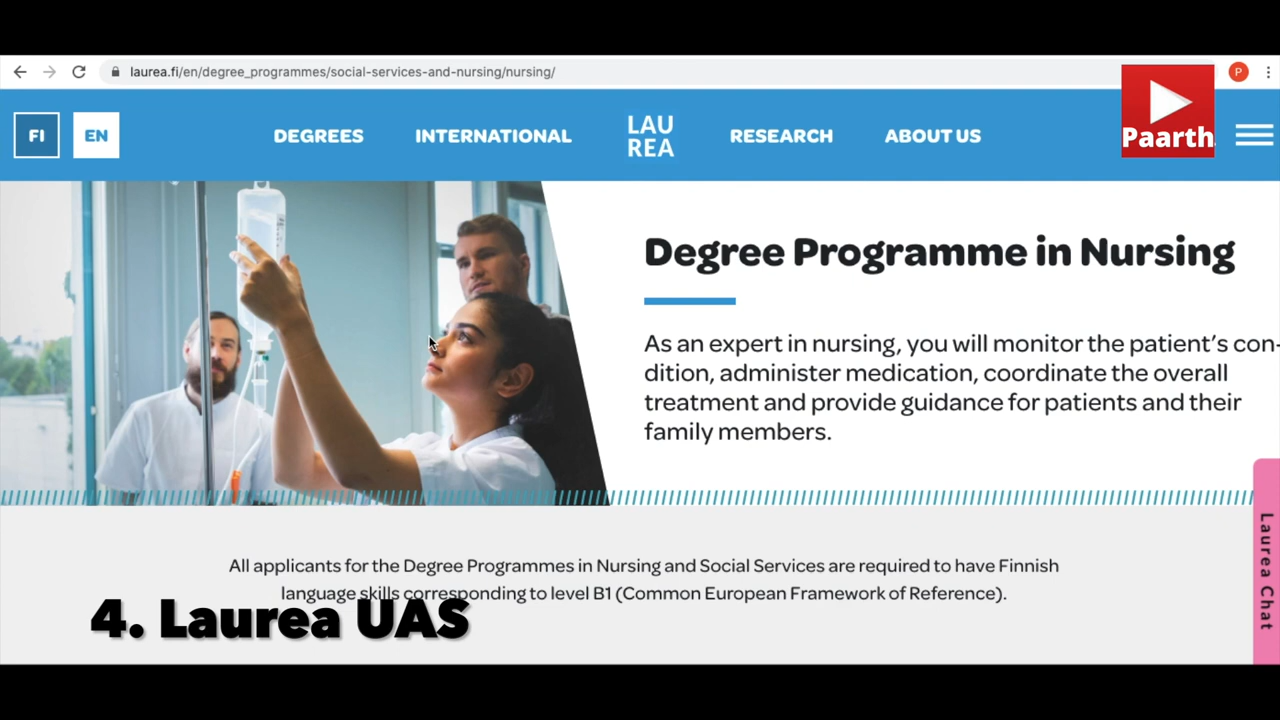 laurea.fi/en/degree_programmes/social-services-and-nursing/nursing/
P
Paarth
FI
EN
DEGREES
INTERNATIONAL
LAU
REA
RESEARCH
ABOUT US
Degree Programme in Nursing
As an expert in nursing, you will monitor the patient's con-
dition, administer medication, coordinate the overall
treatment and provide guidance for patients and their
family members.
All applicants for the Degree Programmes in Nursing and Social Services are required to have Finnish
language skills corresponding to level B1 (Common European Framework of Reference).
4. Laurea UAS
Laurea Chat